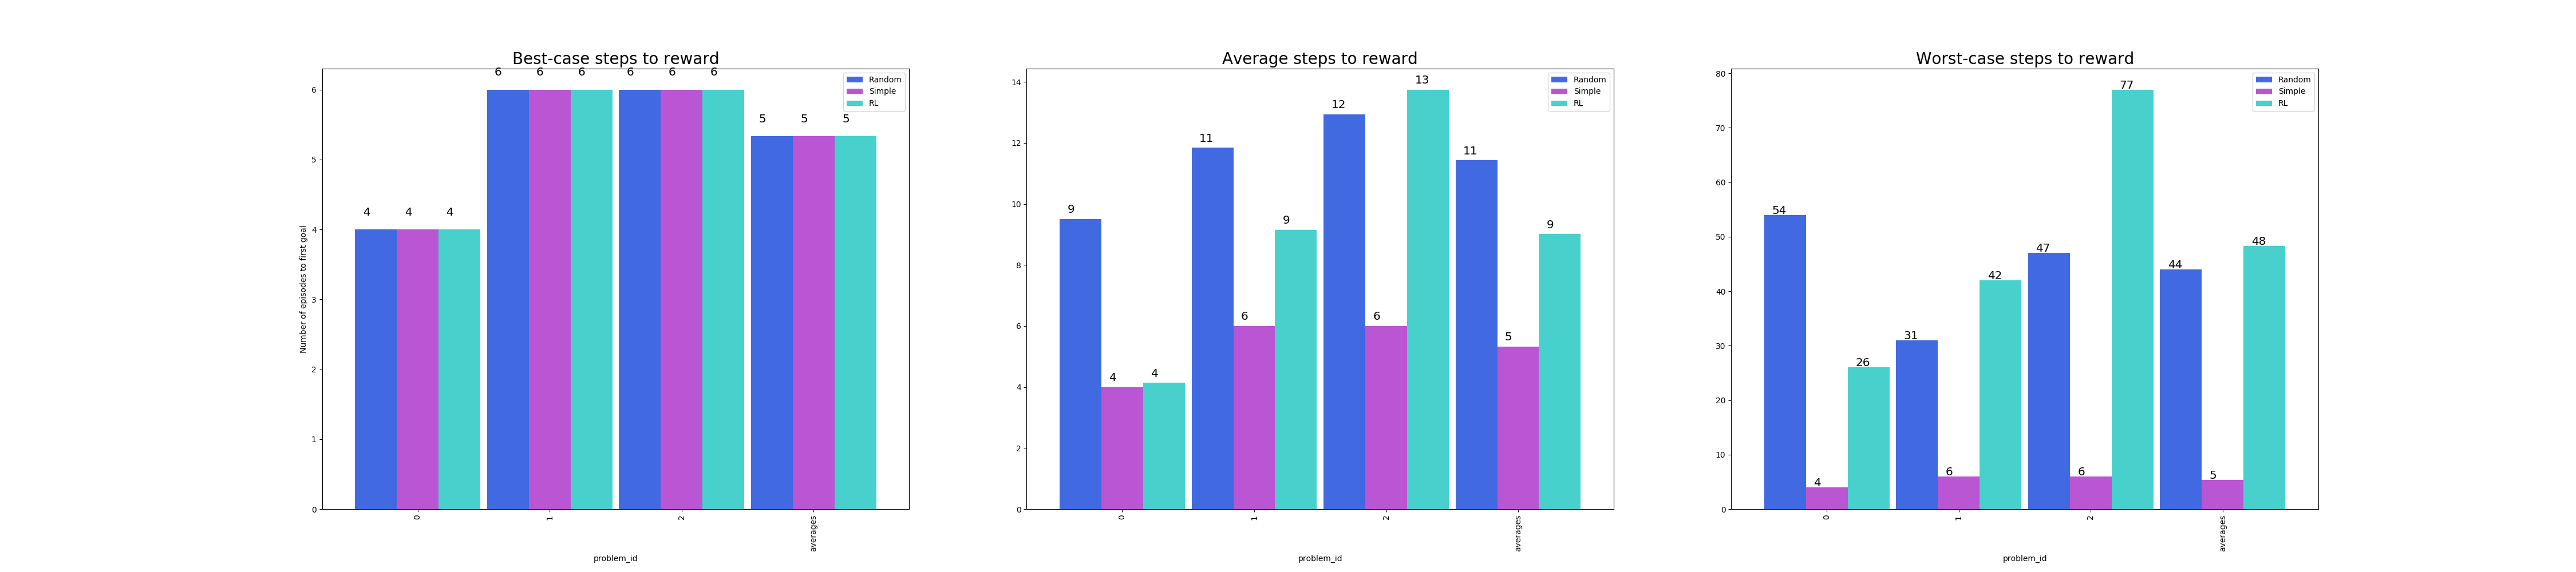 Best-case steps to reward
Number of episodes to first goal
6
5
4
3
2
1
0
4 4 4
6 6 6
6 6 6
5 5 5
Random
Simple
RL
0 1 2 averages
problem_id
Average steps to reward
14
12
10
8
6
4
2
0
9 4 4
11 6 9
12 6 13
11 5 9
Random
Simple
RL
0 1 2 averages
problem_id
Worst-case steps to reward
80
70
60
50
40
30
20
10
0
54 4 26
31 6 42
47 6 77
44 5 48
Random
Simple
RL
0 1 2 averages
problem_id